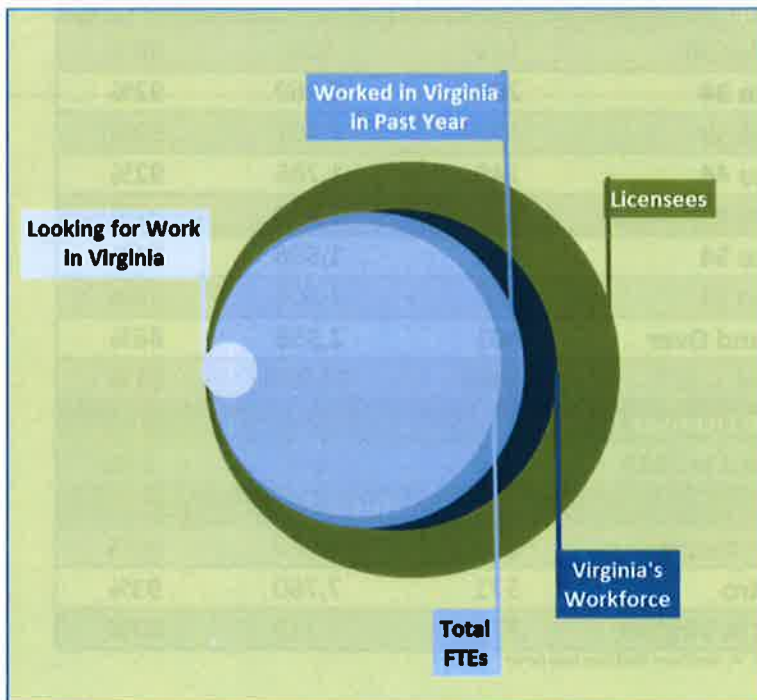 Worked in Virginia
in Past Year
Licensees
Looking for Work
in Virginia
Virginia's
Workforce
Total
FTEs